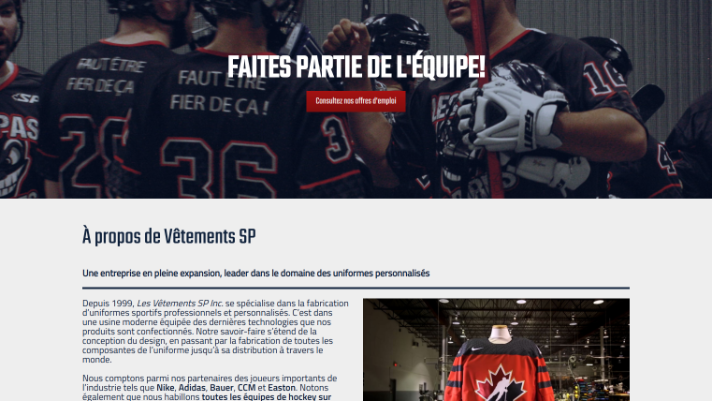 FAITES PARTIE DE L'ÉQUIPE!
Consultez nos offres d'emploi
FAUT ÊTRE
FIER DE ÇA !
FAUT ÊTRE
FIER DE ÇA !
36
3
16
4
SP
PAS
À propos de Vêtements SP
Une entreprise en pleine expansion, leader dans le domaine des uniformes personnalisés
Depuis 1999, Les Vêtements SP Inc. se spécialise dans la fabrication
d'uniformes sportifs professionnels et personnalisés. C'est dans
une usine moderne équipée des dernières technologies que nos
produits sont confectionnés. Notre savoir-faire s'étend de la
conception du design, en passant par la fabrication de toutes les
composantes de l'uniforme jusqu'à sa distribution à travers le
monde.
Nous comptons parmi nos partenaires des joueurs importants de
l'industrie tels que Nike, Adidas, Bauer, CCM et Easton. Notons
également que nous habillons toutes les équipes de hockey sur